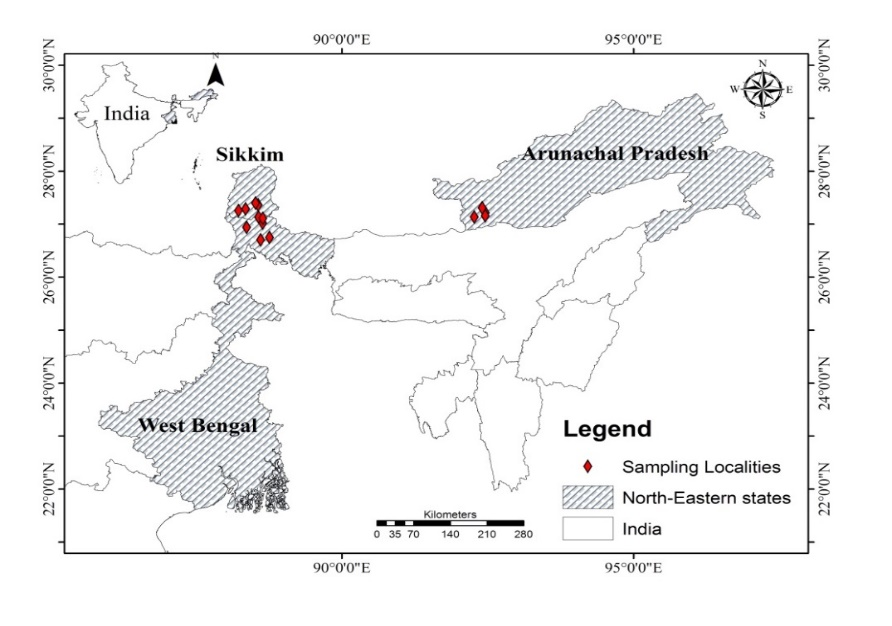 90°0'0"E 95°0'0"E
30°0'0"N 30°0'0"N
N
N
W E
S
India
Sikkim
Arunachal Pradesh
28°0'0"N 28°0'0"N
26°0'0"N 26°0'0"N
24°0'0"N 24°0'0"N
West Bengal
Legend
Sampling Localities
North-Eastern states
India
22°0'0"N 22°0'0"N
Kilometers
0 35 70 140 210 280
90°0'0"E 95°0'0"E